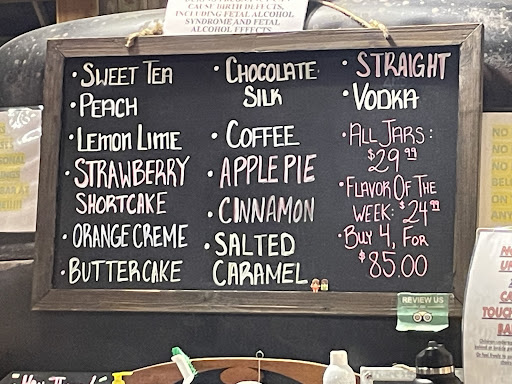 CAUSE BIRTH DEFECTS,
INCLUDING FETAL ALCOHOL
SYNDROME AND FETAL
ALCOHOL EFFECTS.
• SWEET TEA
• PEACH
• LEMON LIME
• STRAWBERRY
SHORTCAKE
• ORANGE CREME
• BUTTERCAKE
• CHOCOLATE
SILK
• COFFEE
• APPLE PIE
• CINNAMON
• SALTED
CARAMEL
• STRAIGHT
• VODKA
• ALL JARS:
$29.99
• FLAVOR OF THE
WEEK: $24.99
• BUY 4, FOR
$85.00
REVIEW US